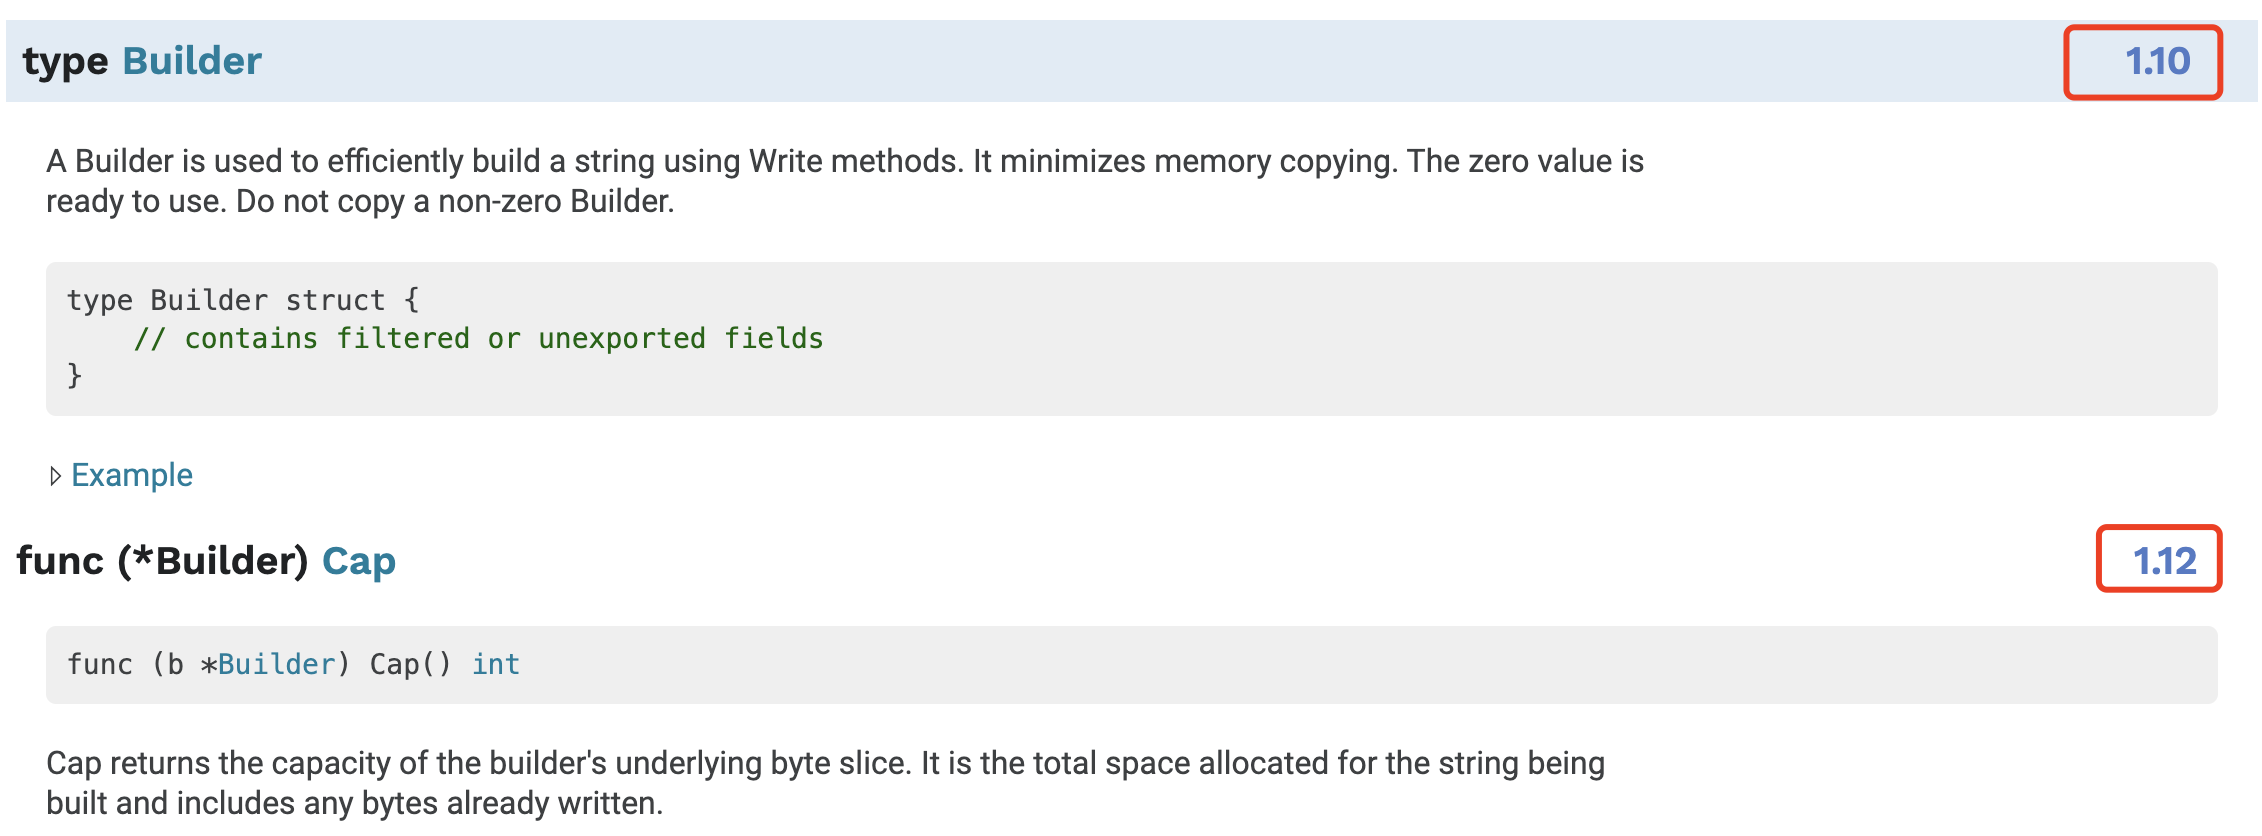 type Builder 1.10
A Builder is used to efficiently build a string using Write methods. It minimizes memory copying. The zero value is
ready to use. Do not copy a non-zero Builder.
type Builder struct {
    // contains filtered or unexported fields
}
▹ Example
func (*Builder) Cap 1.12
func (b *Builder) Cap() int
Cap returns the capacity of the builder's underlying byte slice. It is the total space allocated for the string being
built and includes any bytes already written.